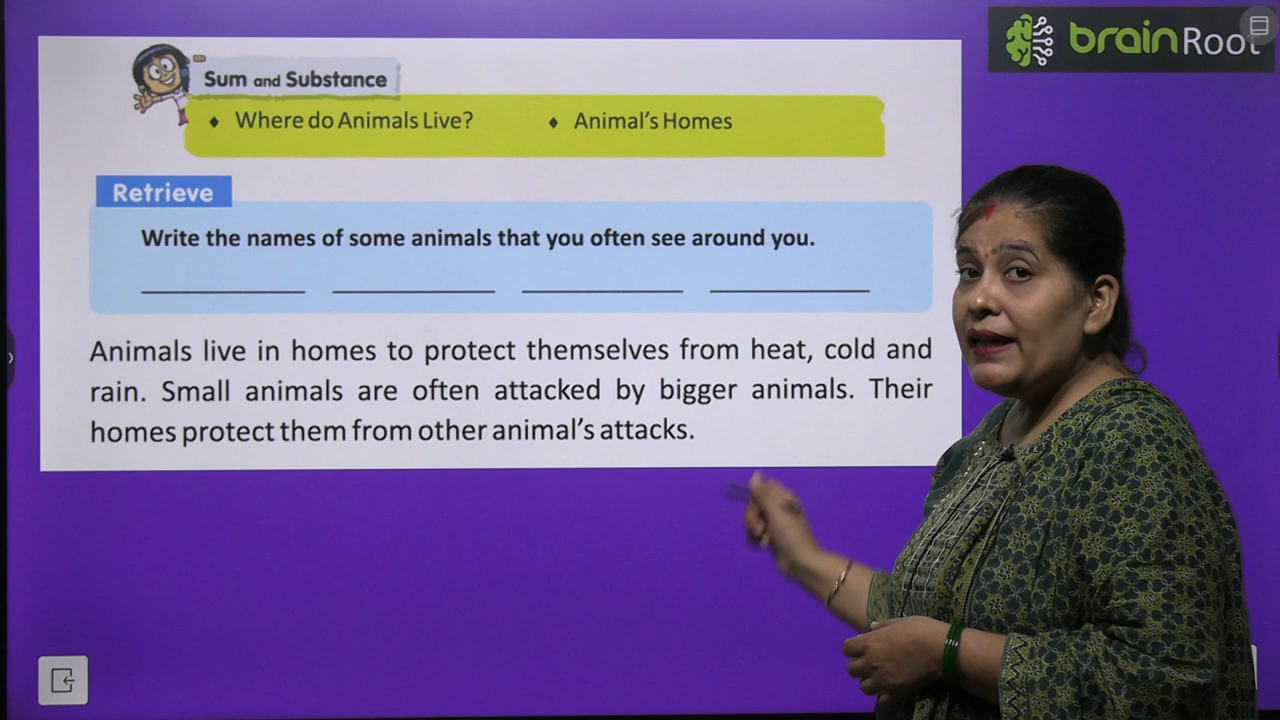 brainRoot
Sum and Substance
♦ Where do Animals Live? ♦ Animal's Homes
Retrieve
Write the names of some animals that you often see around you.
Animals live in homes to protect themselves from heat, cold and
rain. Small animals are often attacked by bigger animals. Their
homes protect them from other animal's attacks.